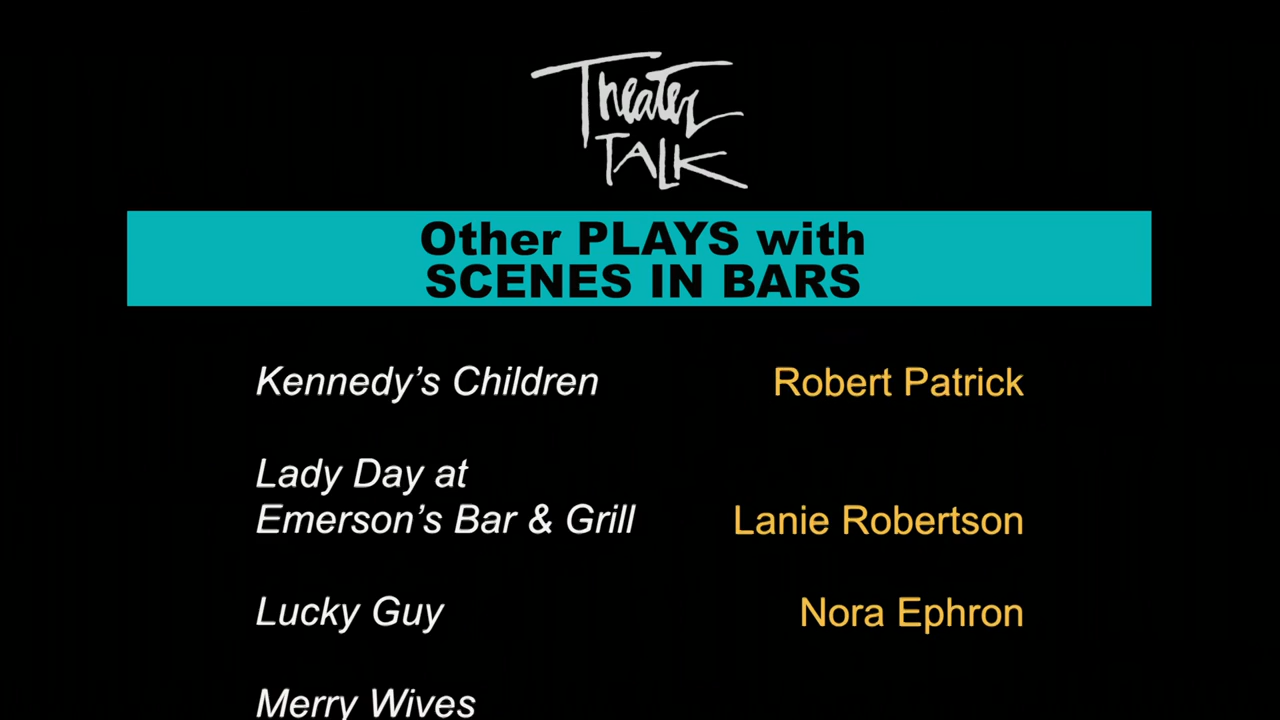 Theater
TALK
Other PLAYS with
SCENES IN BARS
Kennedy’s Children Robert Patrick
Lady Day at
Emerson’s Bar & Grill Lanie Robertson
Lucky Guy Nora Ephron
Merry Wives